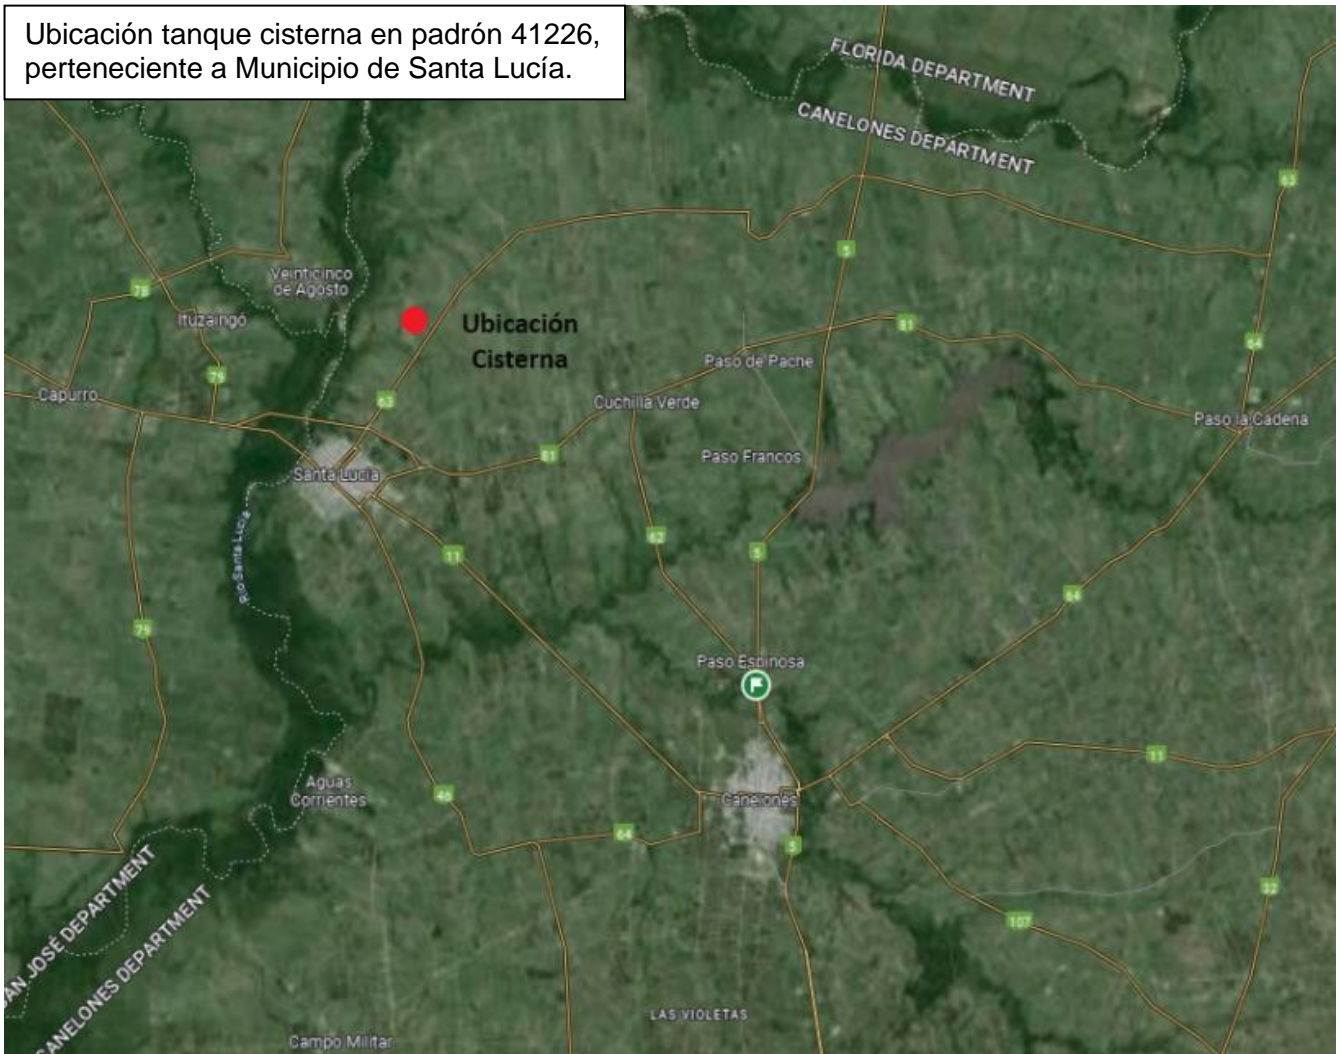 Ubicación tanque cisterna en padrón 41226,
perteneciente a Municipio de Santa Lucía.
FLORIDA DEPARTMENT
CANELONES DEPARTMENT
63
5
78
Veinticinco
de Agosto
Ituzaingó
Ubicación
Cisterna
81
64
Paso de Pache
79
Capurro
63
Cuchilla Verde
Paso la Cadena
81
Paso Francos
Santa Lucía
62
11
5
Río Santa Lucía
64
79
Paso Espinosa
11
Aguas
Corrientes
46
Canelones
64
5
32
107
SAN JOSÉ DEPARTMENT
CANELONES DEPARTMENT
LAS VIOLETAS
Campo Militar